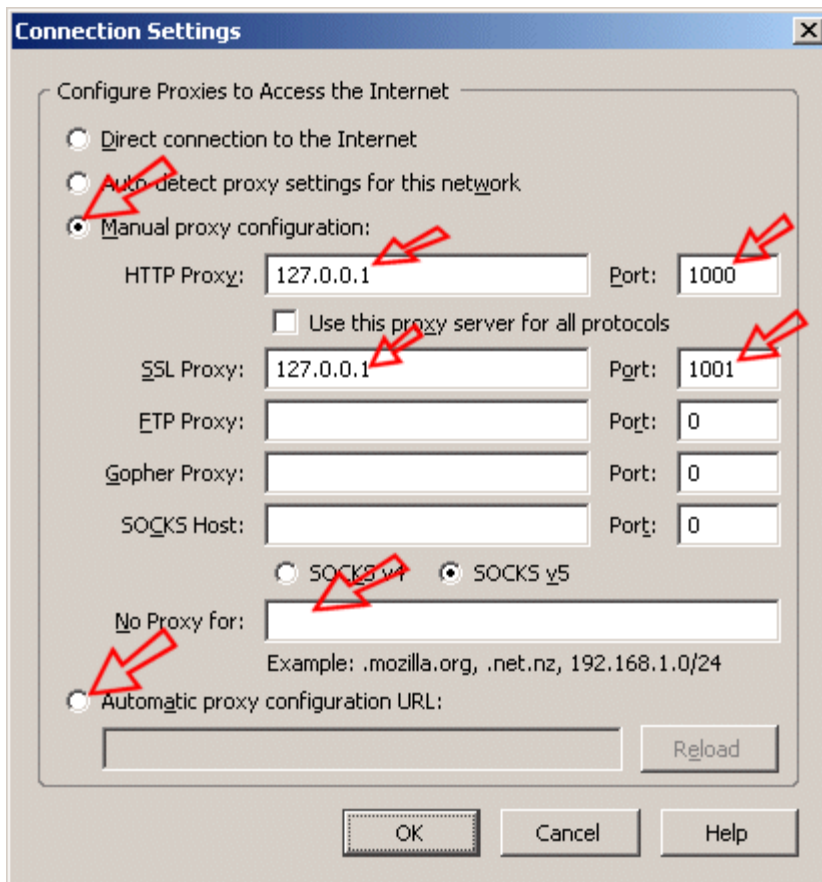 Connection Settings
Configure Proxies to Access the Internet
Direct connection to the Internet
Auto-detect proxy settings for this network
Manual proxy configuration:
HTTP Proxy: 127.0.0.1 Port: 1000
Use this proxy server for all protocols
SSL Proxy: 127.0.0.1 Port: 1001
FTP Proxy: Port: 0
Gopher Proxy: Port: 0
SOCKS Host: Port: 0
SOCKS v4 SOCKS v5
No Proxy for:
Example: .mozilla.org, .net.nz, 192.168.1.0/24
Automatic proxy configuration URL:
Reload
OK Cancel Help